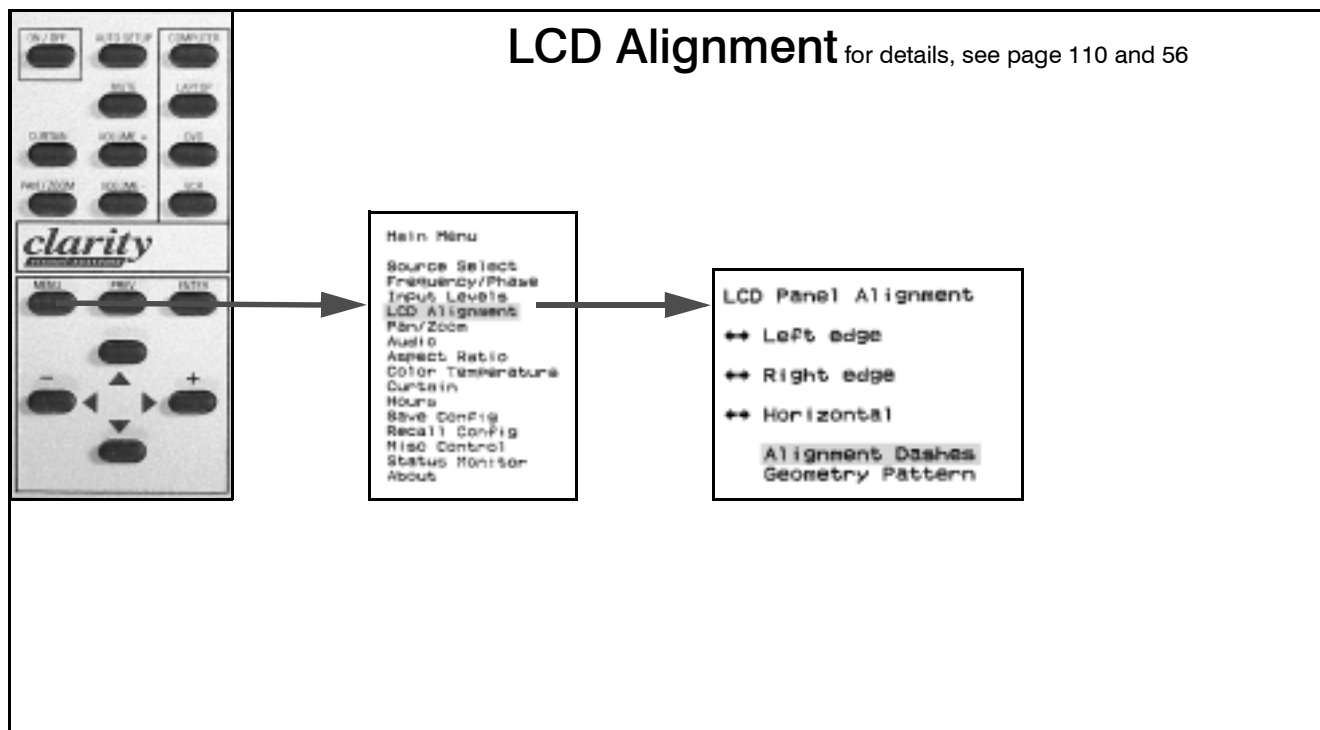 LCD Alignment for details, see page 110 and 56
ON / OFF AUTO SETUP COMPUTER
MUTE LAPTOP
CURTAIN VOLUME + DVD
PAN / ZOOM VOLUME - VCR
clarity
MENU PREV ENTER
- +
Main Menu
Source Select
Frequency/Phase
Input Levels
LCD Alignment
Pan/Zoom
Audio
Aspect Ratio
Color Temperature
Curtain
Hours
Save Config
Recall Config
Misc Control
Status Monitor
About
LCD Panel Alignment
↔ Left edge
↔ Right edge
↔ Horizontal
Alignment Dashes
Geometry Pattern